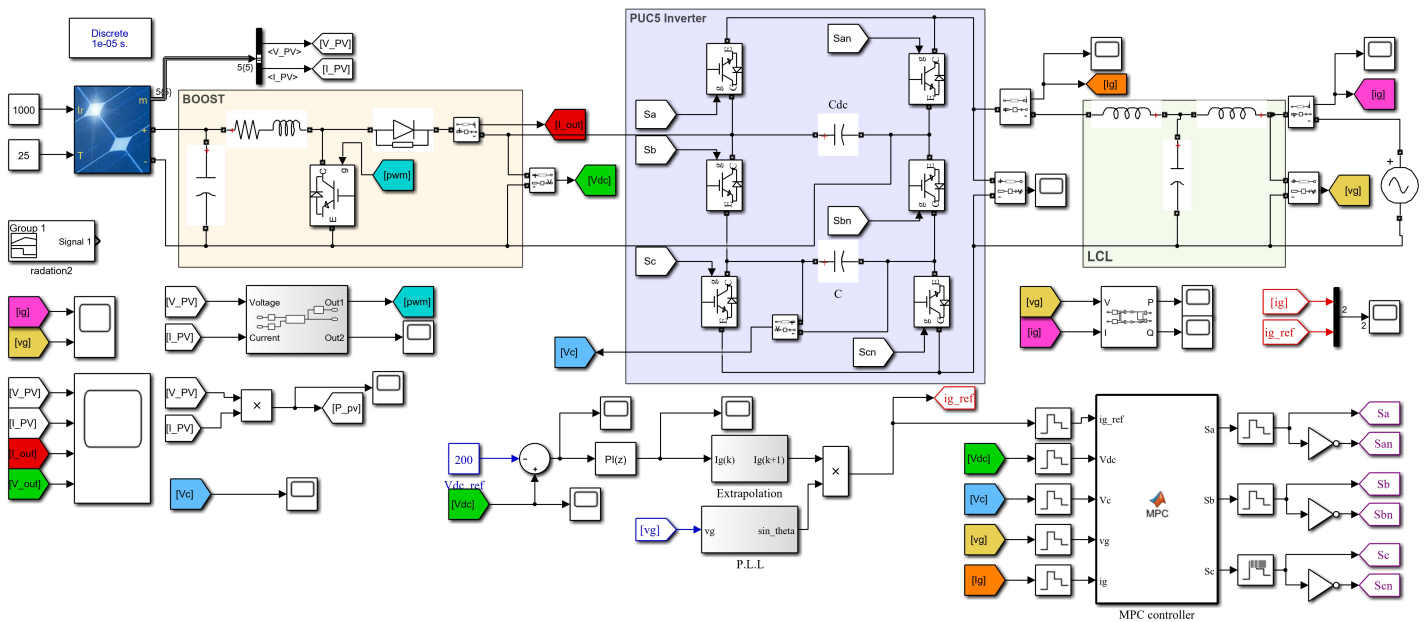 Discrete
1e-05 s.
<V_PV>
<I_PV>
[V_PV]
[I_PV]
5{5}
5{5}
1000
25
Ir
T
m
+
-
BOOST
+
+
g
C
E
[pwm]
[I_out]
[Vdc]
PUC5 Inverter
Sa
Sb
Sc
San
Sbn
Scn
g
C
E
Cdc
+
C
+
[Vc]
[Ig]
[ig]
[vg]
LCL
+
Group 1
Signal 1
radation2
[ig]
[vg]
[V_PV]
[I_PV]
Voltage
Current
Out1
Out2
[pwm]
[vg]
[ig]
V
I
P
Q
[ig]
ig_ref
2
2
[V_PV]
[I_PV]
[I_out]
[V_out]
[V_PV]
[I_PV]
×
[P_pv]
[Vc]
200
Vdc_ref
[Vdc]
-
+
PI(z)
Ig(k)
Ig(k+1)
Extrapolation
×
[vg]
vg
sin_theta
P.L.L
ig_ref
[Vdc]
[Vc]
[vg]
[Ig]
ig_ref
Vdc
Vc
vg
ig
MPC
Sa
Sb
Sc
MPC controller
Sa
San
Sb
Sbn
Sc
Scn